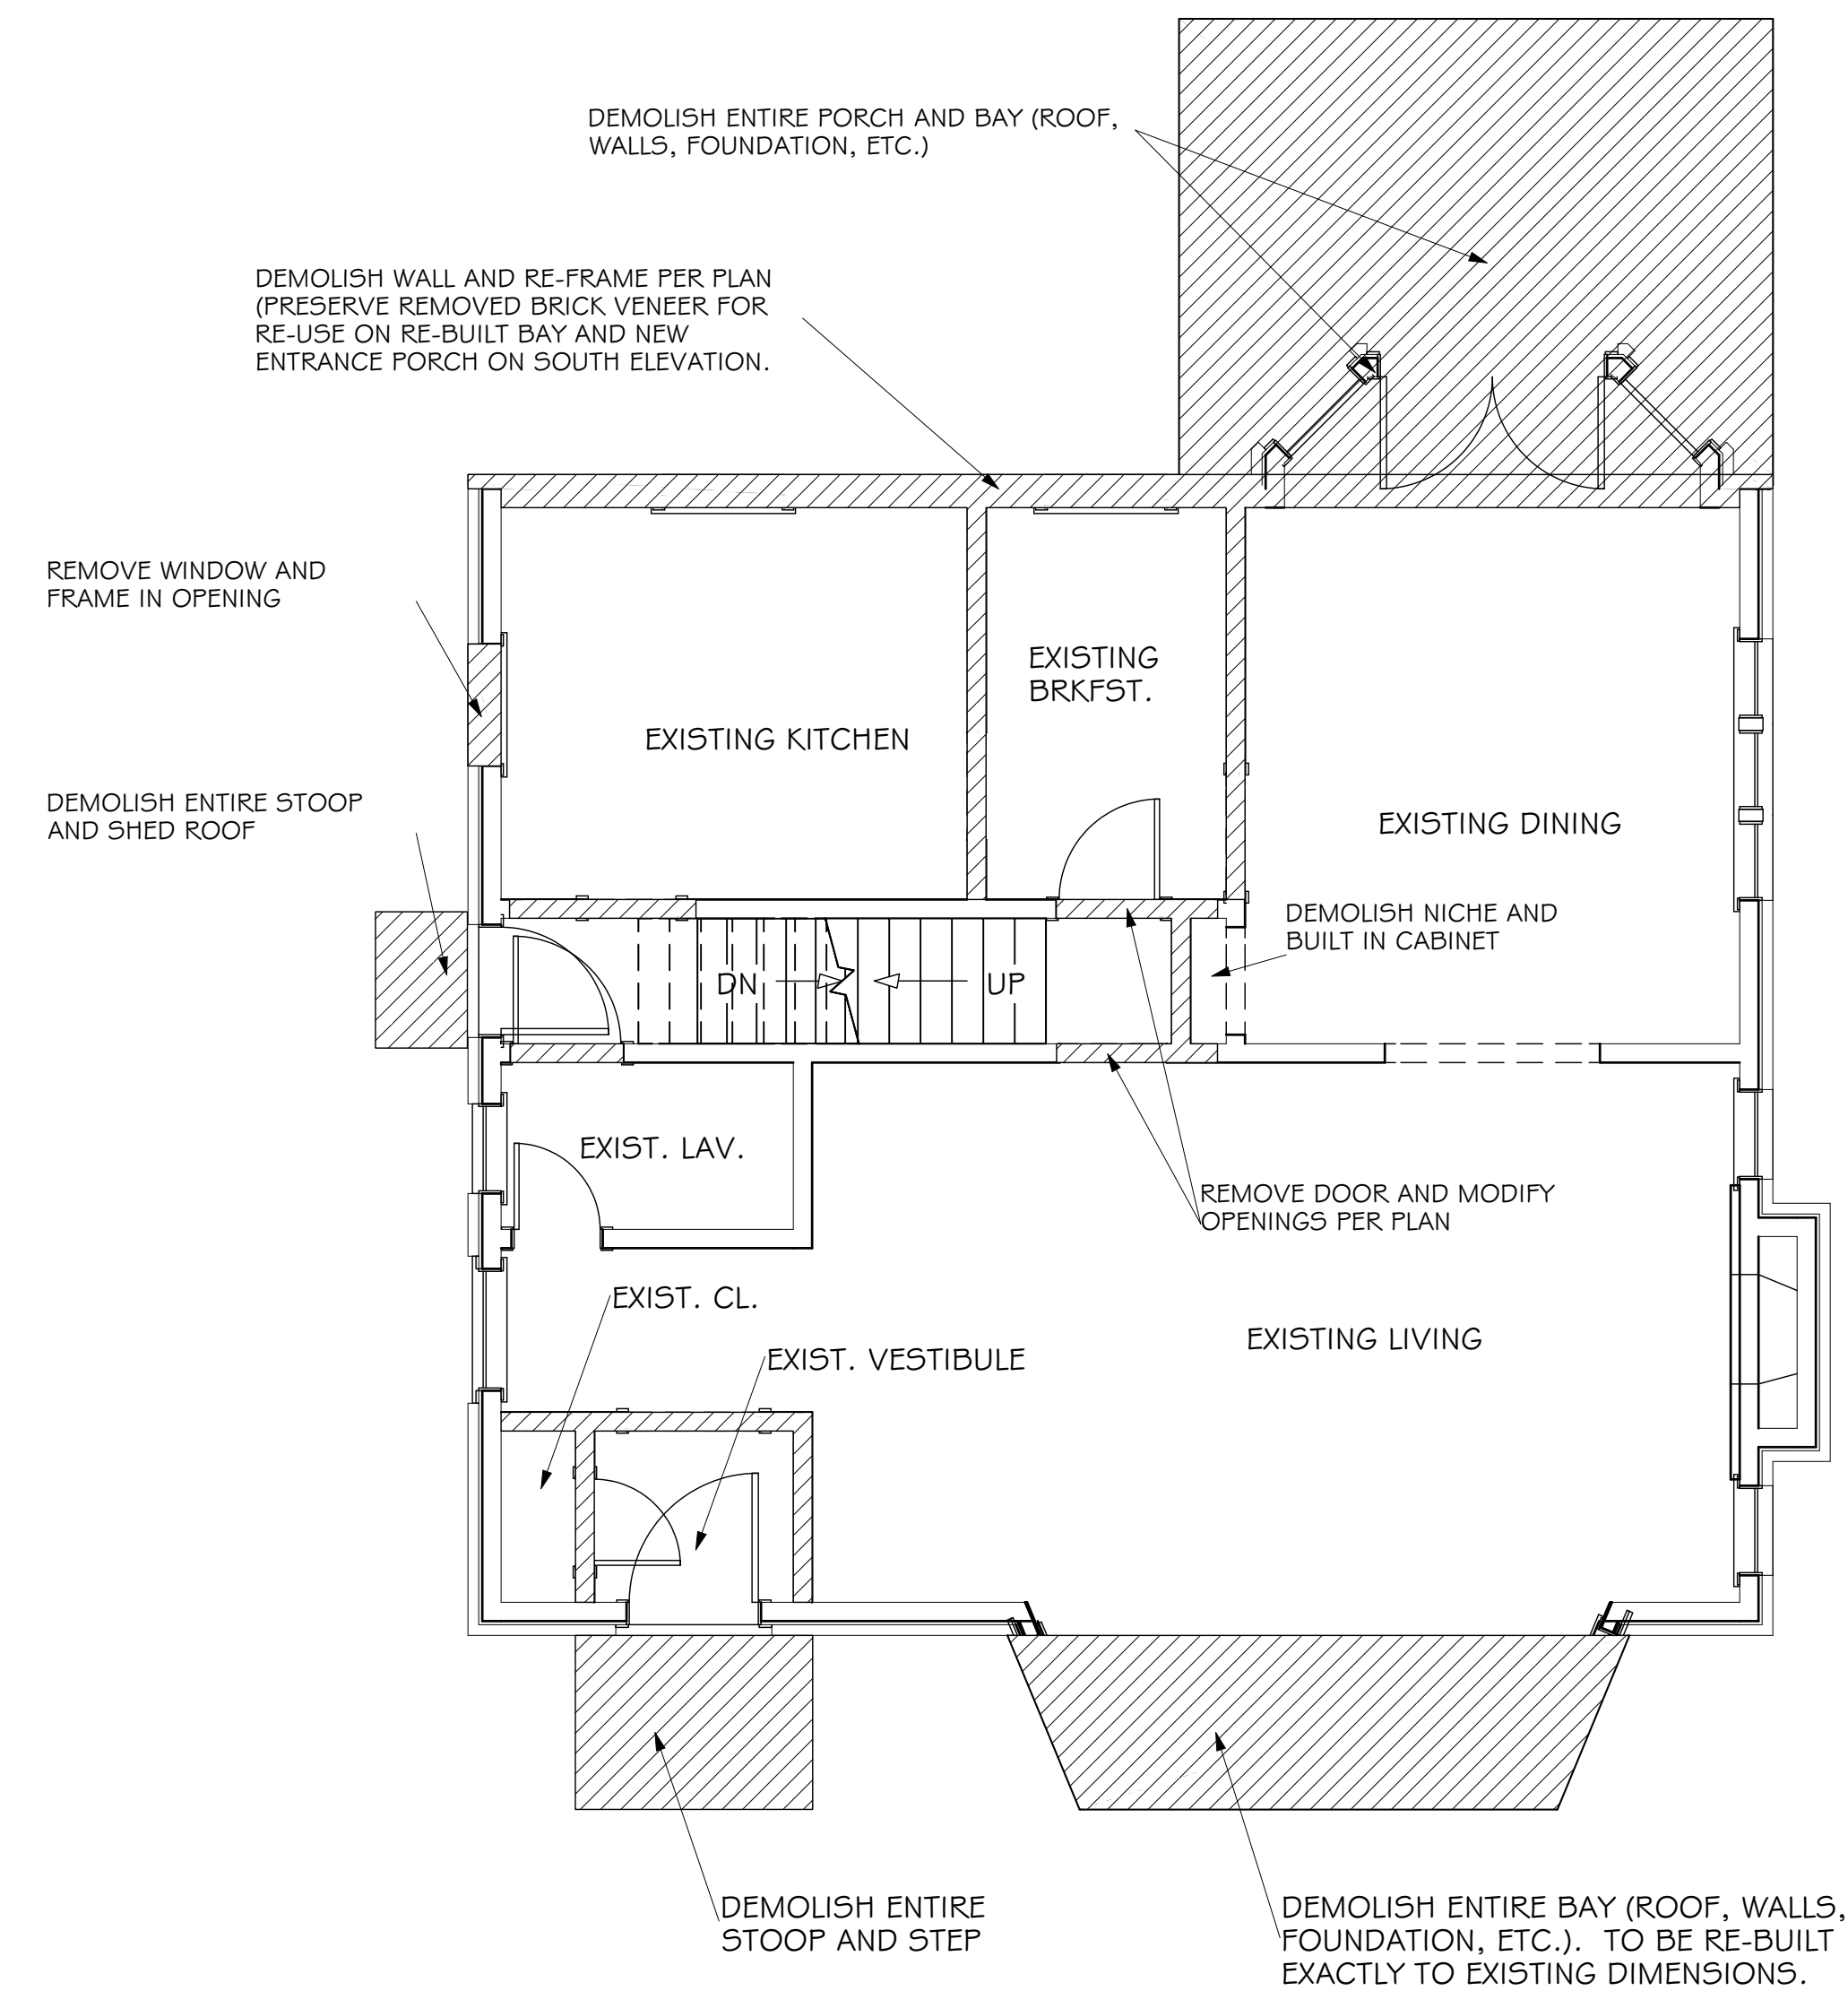 DEMOLISH ENTIRE PORCH AND BAY (ROOF,
WALLS, FOUNDATION, ETC.)
DEMOLISH WALL AND RE-FRAME PER PLAN
(PRESERVE REMOVED BRICK VENEER FOR
RE-USE ON RE-BUILT BAY AND NEW
ENTRANCE PORCH ON SOUTH ELEVATION.
REMOVE WINDOW AND
FRAME IN OPENING
EXISTING
BRKFST.
EXISTING KITCHEN
DEMOLISH ENTIRE STOOP
AND SHED ROOF
EXISTING DINING
DEMOLISH NICHE AND
BUILT IN CABINET
DN
UP
EXIST. LAV.
REMOVE DOOR AND MODIFY
OPENINGS PER PLAN
EXIST. CL.
EXISTING LIVING
EXIST. VESTIBULE
DEMOLISH ENTIRE
STOOP AND STEP
DEMOLISH ENTIRE BAY (ROOF, WALLS,
FOUNDATION, ETC.). TO BE RE-BUILT
EXACTLY TO EXISTING DIMENSIONS.